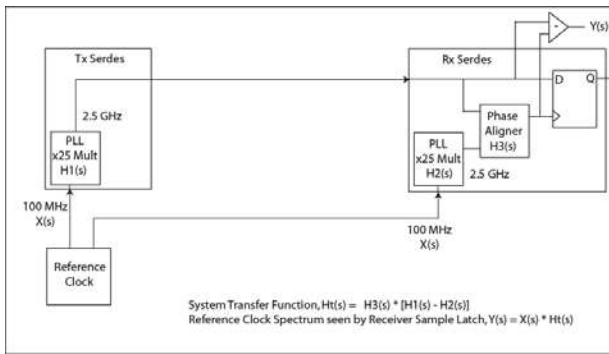 Y(s)
Tx Serdes
Rx Serdes
D
Q
2.5 GHz
Phase
Aligner
H3(s)
PLL
x25 Mult
H1(s)
PLL
x25 Mult
H2(s)
2.5 GHz
100 MHz
X(s)
100 MHz
X(s)
Reference
Clock
System Transfer Function, Ht(s) = H3(s) * [H1(s) - H2(s)]
Reference Clock Spectrum seen by Receiver Sample Latch, Y(s) = X(s) * Ht(s)